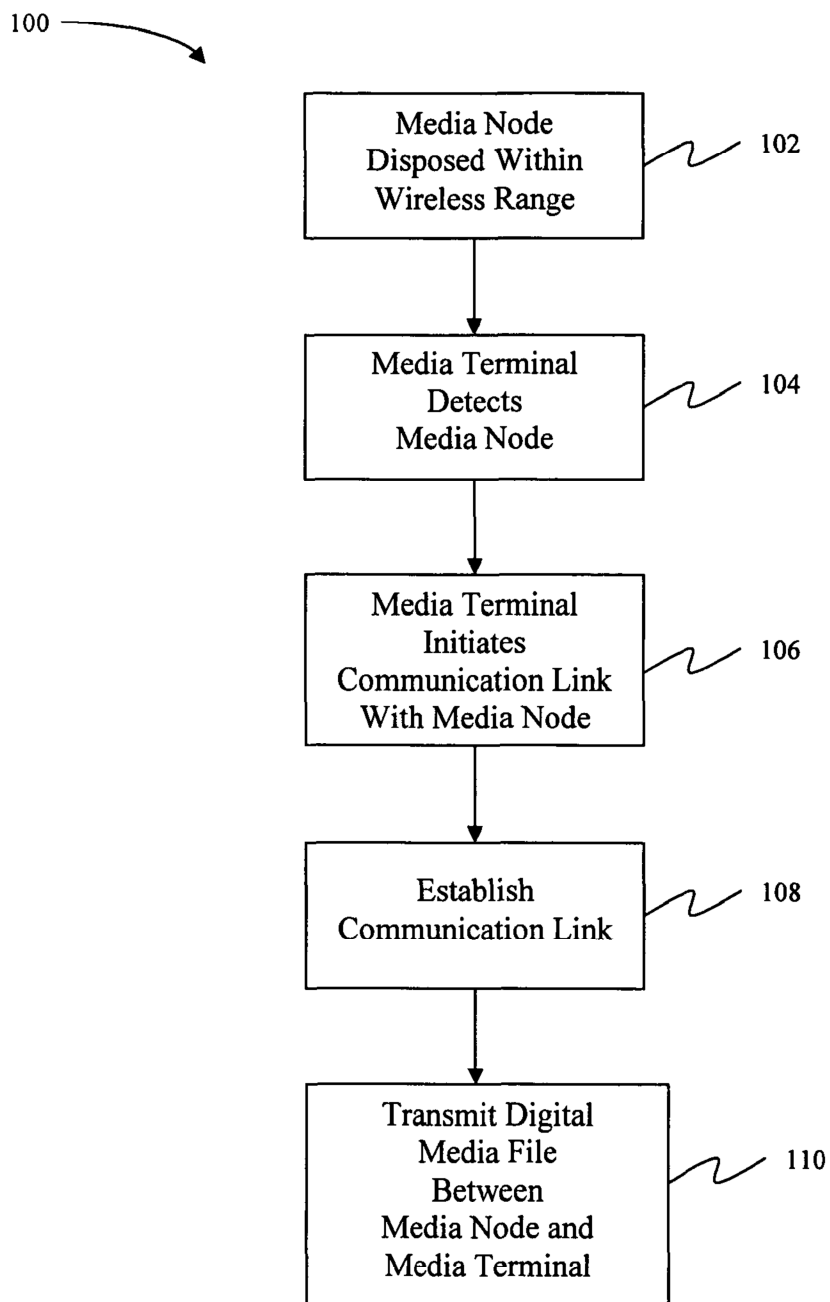 100
Media Node
Disposed Within
Wireless Range
102
Media Terminal
Detects
Media Node
104
Media Terminal
Initiates
Communication Link
With Media Node
106
Establish
Communication Link
108
Transmit Digital
Media File
Between
Media Node and
Media Terminal
110